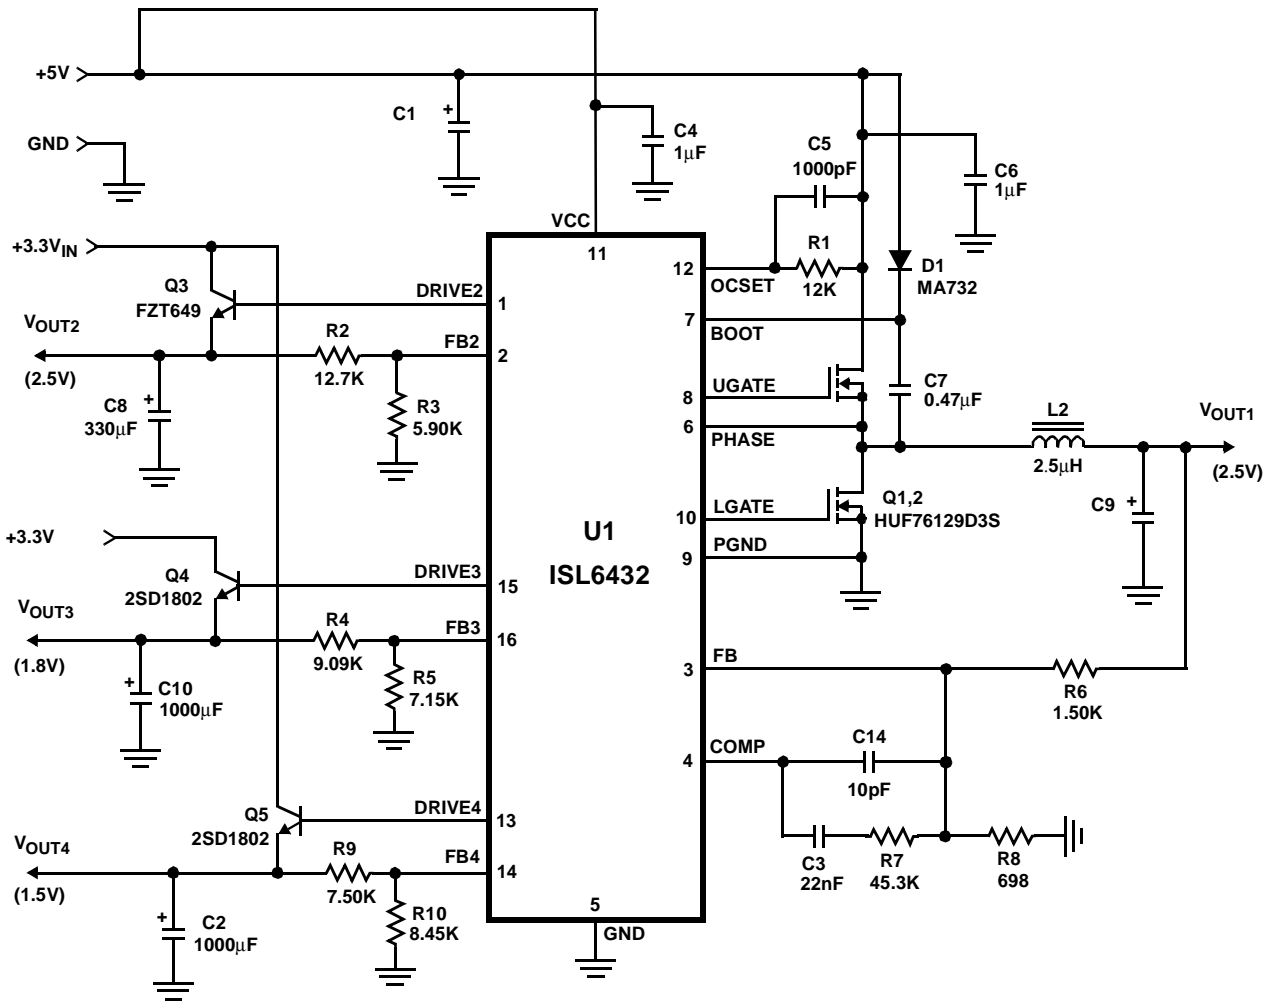 +5V
GND
C1
+
C4
1µF
C5
1000pF
C6
1µF
VCC
11
+3.3VIN
Q3
FZT649
DRIVE2
1
VOUT2
(2.5V)
R2
12.7K
FB2
2
C8
330µF
+
R3
5.90K
12
OCSET
R1
12K
D1
MA732
7
BOOT
8
UGATE
C7
0.47µF
6
PHASE
L2
2.5µH
VOUT1
(2.5V)
Q1,2
HUF76129D3S
10
LGATE
9
PGND
C9
+
U1
ISL6432
+3.3V
Q4
2SD1802
DRIVE3
15
VOUT3
(1.8V)
R4
9.09K
FB3
16
C10
1000µF
+
R5
7.15K
3
FB
R6
1.50K
4
COMP
C14
10pF
C3
22nF
R7
45.3K
R8
698
Q5
2SD1802
DRIVE4
13
VOUT4
(1.5V)
R9
7.50K
FB4
14
C2
1000µF
+
R10
8.45K
5
GND